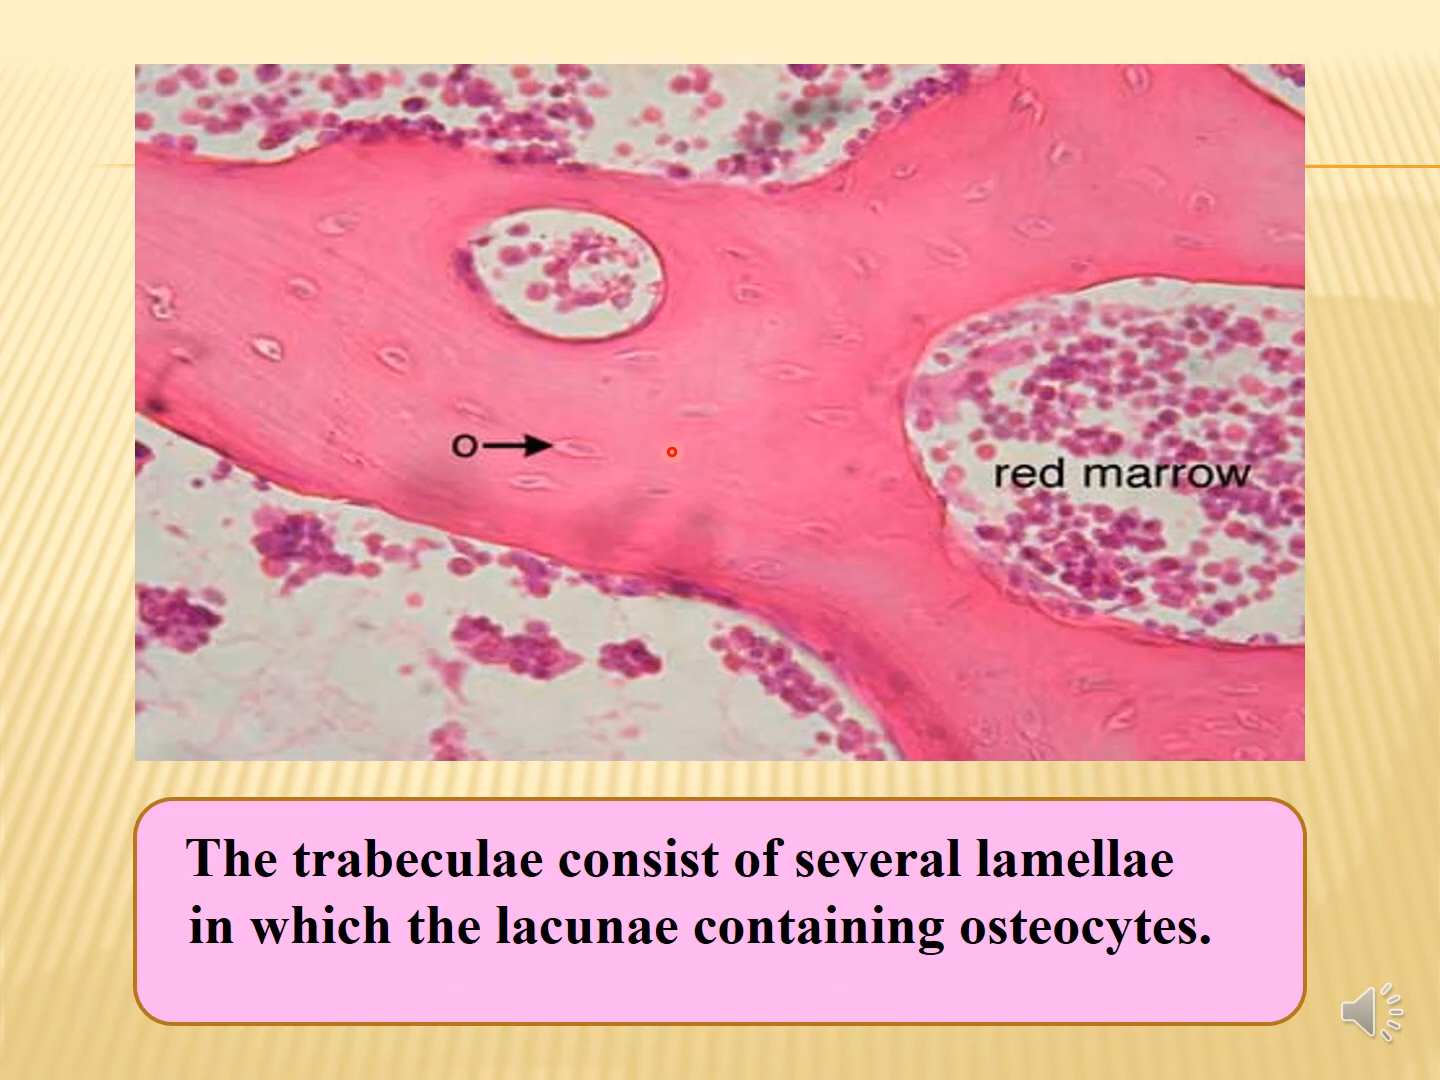 O
red marrow
The trabeculae consist of several lamellae
in which the lacunae containing osteocytes.